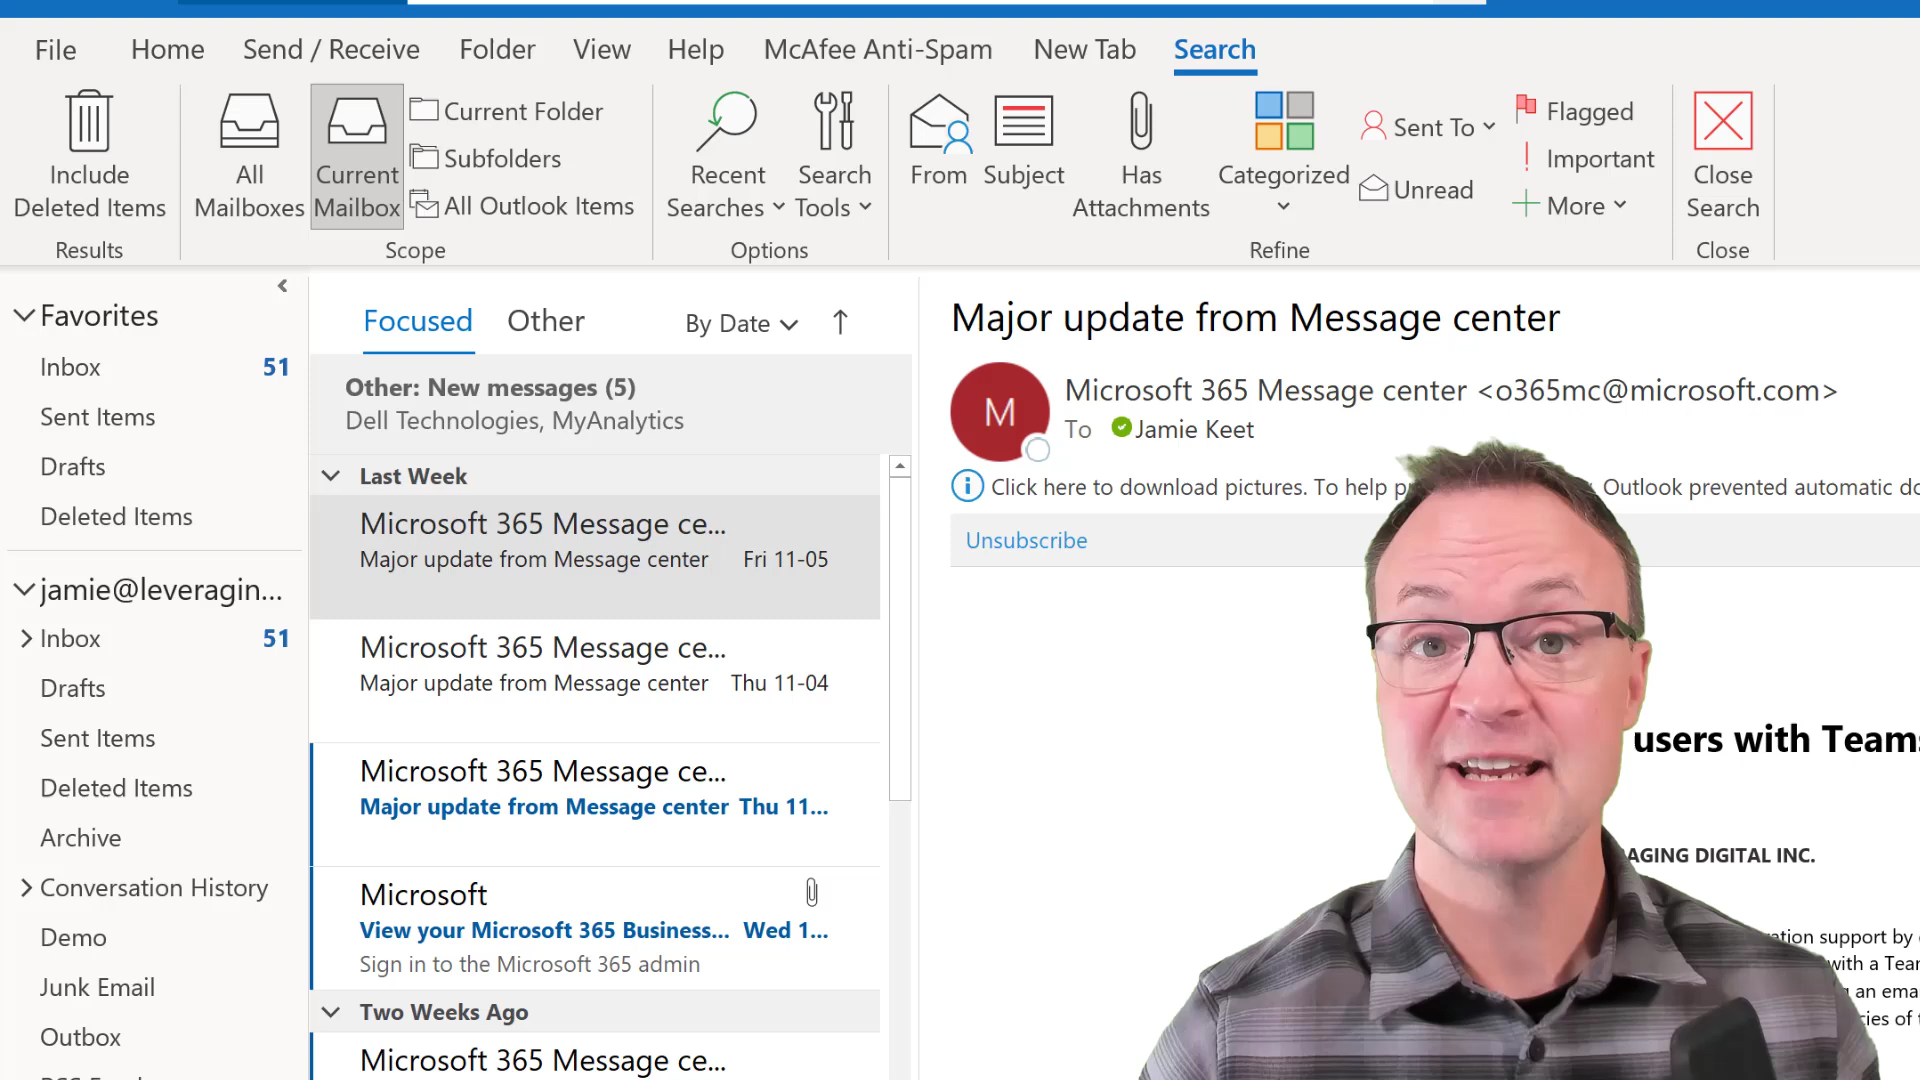 File Home Send / Receive Folder View Help McAfee Anti-Spam New Tab Search
Include
Deleted Items
Results
All
Mailboxes
Current
Mailbox
Current Folder
Subfolders
All Outlook Items
Scope
Recent
Searches
Search
Tools
Options
From
Subject
Has
Attachments
Categorized
Sent To
Unread
Flagged
Important
More
Refine
Close
Search
Close
Favorites
Inbox 51
Sent Items
Drafts
Deleted Items
jamie@leveragin...
Inbox 51
Drafts
Sent Items
Deleted Items
Archive
Conversation History
Demo
Junk Email
Outbox
Focused Other By Date
Other: New messages (5)
Dell Technologies, MyAnalytics
Last Week
Microsoft 365 Message ce...
Major update from Message center Fri 11-05
Microsoft 365 Message ce...
Major update from Message center Thu 11-04
Microsoft 365 Message ce...
Major update from Message center Thu 11...
Microsoft
View your Microsoft 365 Business... Wed 1...
Sign in to the Microsoft 365 admin
Two Weeks Ago
Microsoft 365 Message ce...
Major update from Message center
M
Microsoft 365 Message center <o365mc@microsoft.com>
To Jamie Keet
Click here to download pictures. To help Outlook prevented automatic
Unsubscribe
users with Teams
AGING DIGITAL INC.
support by
with a
an
of